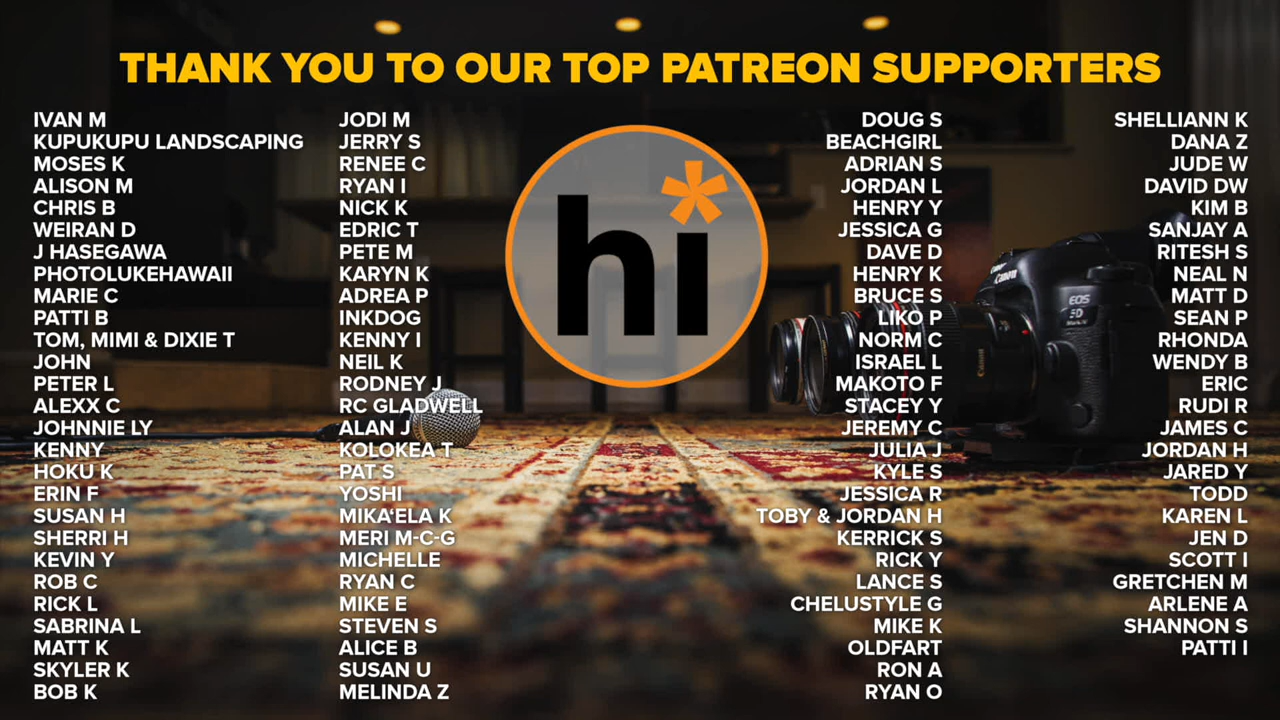 THANK YOU TO OUR TOP PATREON SUPPORTERS
IVAN M
KUPUKUPU LANDSCAPING
MOSES K
ALISON M
CHRIS B
WEIRAN D
J HASEGAWA
PHOTOLUKEHAWAII
MARIE C
PATTI B
TOM, MIMI & DIXIE T
JOHN
PETER L
ALEXX C
JOHNNIE LY
KENNY
HOKU K
ERIN F
SUSAN H
SHERRI H
KEVIN Y
ROB C
RICK L
SABRINA L
MATT K
SKYLER K
BOB K
JODI M
JERRY S
RENEE C
RYAN I
NICK K
EDRIC T
PETE M
KARYN K
ADREA P
INKDOG
KENNY I
NEIL K
RODNEY J
RC GLADWELL
ALAN J
KOLOKEA T
PAT S
YOSHI
MIKAʻELA K
MERI M-C-G
MICHELLE
RYAN C
MIKE E
STEVEN S
ALICE B
SUSAN U
MELINDA Z
hi*
DOUG S
BEACHGIRL
ADRIAN S
JORDAN L
HENRY Y
JESSICA G
DAVE D
HENRY K
BRUCE S
LIKO P
NORM C
ISRAEL L
MAKOTO F
STACEY Y
JEREMY C
JULIA J
KYLE S
JESSICA R
TOBY & JORDAN H
KERRICK S
RICK Y
LANCE S
CHELUSTYLE G
MIKE K
OLDFART
RON A
RYAN O
SHELLIANN K
DANA Z
JUDE W
DAVID DW
KIM B
SANJAY A
RITESH S
NEAL N
MATT D
SEAN P
RHONDA
WENDY B
ERIC
RUDI R
JAMES C
JORDAN H
JARED Y
TODD
KAREN L
JEN D
SCOTT I
GRETCHEN M
ARLENE A
SHANNON S
PATTI I
Canon
EOS
5D
Canon